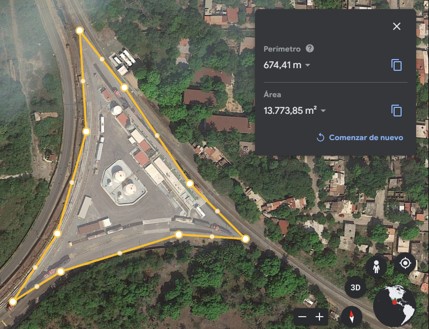 Perímetro
674,41 m
Área
13.773,85 m²
Comenzar de nuevo
3D